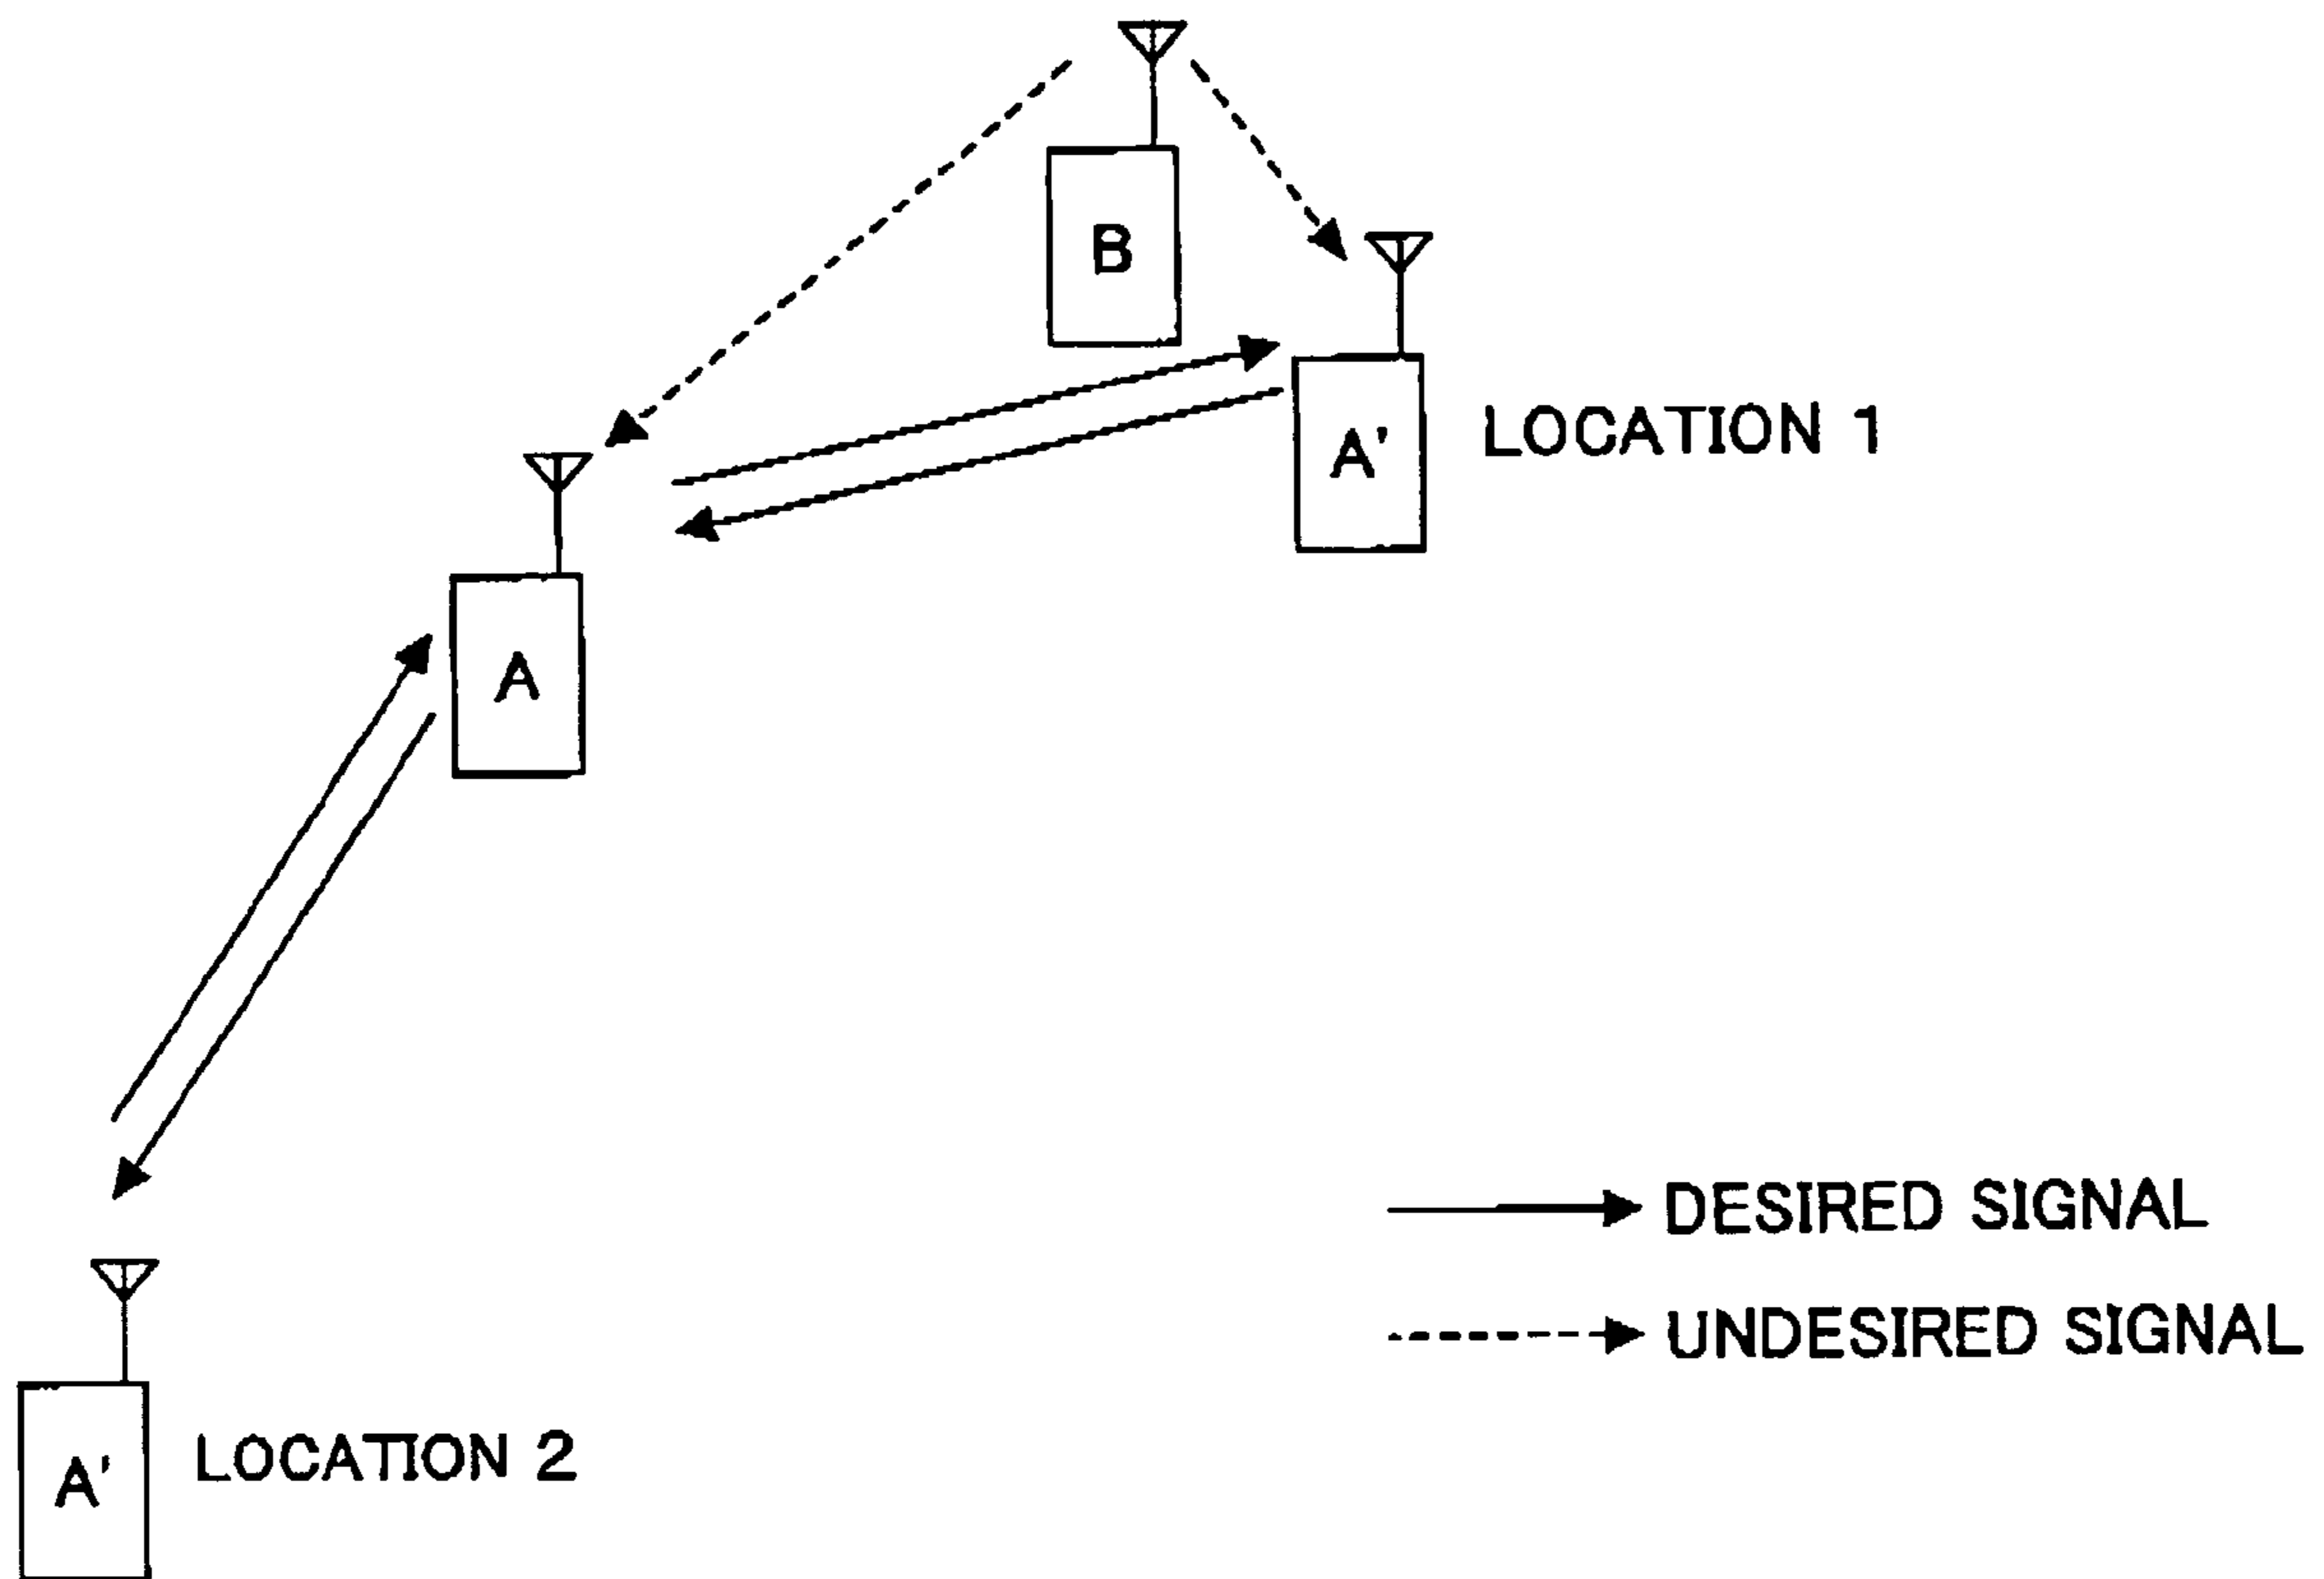 B
A'
LOCATION 1
A
DESIRED SIGNAL
UNDESIRED SIGNAL
A'
LOCATION 2